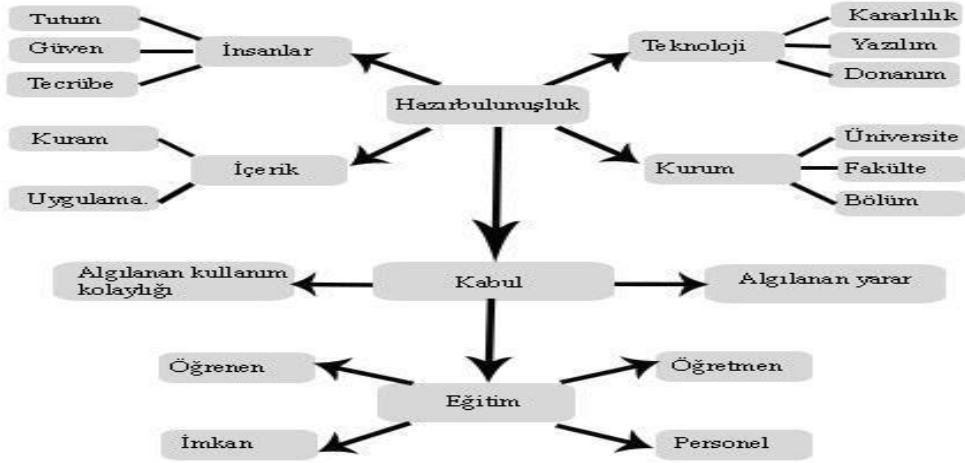 Tutum
Güven
Tecrübe
İnsanlar
Teknoloji
Kararlılık
Yazılım
Donanım
Hazırbulunuşluk
Kuram
Uygulama.
İçerik
Kurum
Üniversite
Fakülte
Bölüm
Algılanan kullanım
kolaylığı
Kabul
Algılanan yarar
Öğrenen
Öğretmen
Eğitim
İmkan
Personel